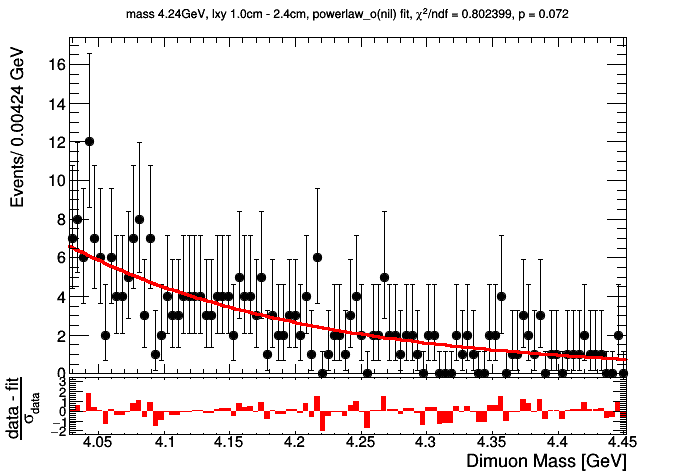 mass 4.24GeV, lxy 1.0cm - 2.4cm, powerlaw_o(nil) fit, χ²/ndf = 0.802399, p = 0.072
Events/ 0.00424 GeV
16
14
12
10
8
6
4
2
0
data - fit
σdata
3
2
1
0
−1
−2
4.05 4.1 4.15 4.2 4.25 4.3 4.35 4.4 4.45
Dimuon Mass [GeV]